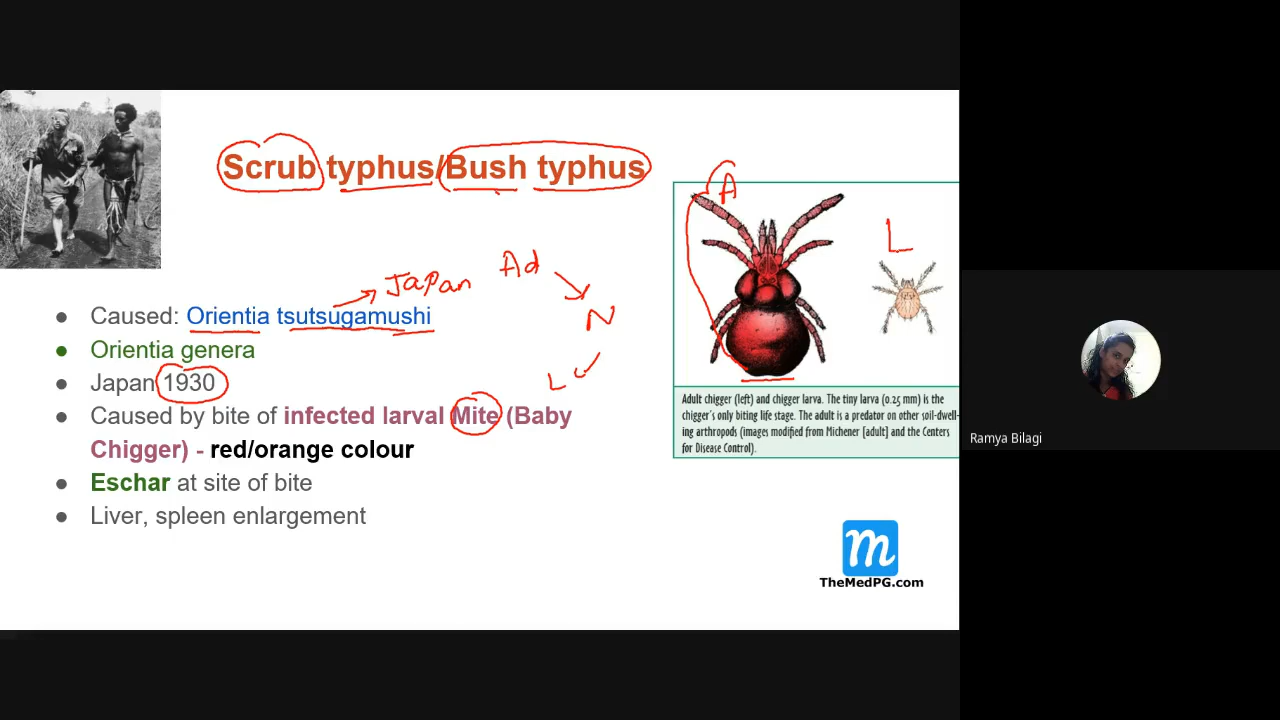 Scrub typhus/Bush typhus
A
L
Japan
Ad
N
L
● Caused: Orientia tsutsugamushi
● Orientia genera
● Japan 1930
● Caused by bite of infected larval Mite (Baby
Chigger) - red/orange colour
● Eschar at site of bite
● Liver, spleen enlargement
Adult chigger (left) and chigger larva. The tiny larva (0.25 mm) is the
chigger's only biting life stage. The adult is a predator on other soil-dwell-
ing arthropods (images modified from Michener [adult] and the Centers
for Disease Control).
m
TheMedPG.com
Ramya Bilagi